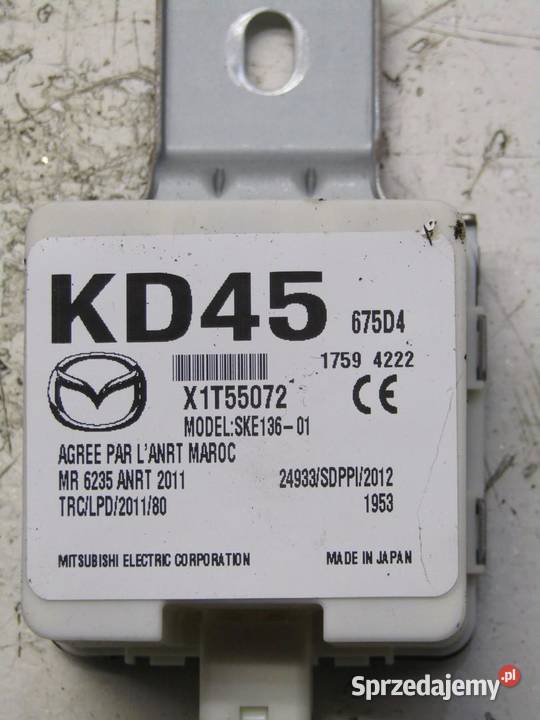 KD45 675D4
1759 4222
X1T55072 CE
MODEL:SKE136-01
AGREE PAR L'ANRT MAROC
MR 6235 ANRT 2011 24933/SDPPI/2012
TRC/LPD/2011/80 1953
MITSUBISHI ELECTRIC CORPORATION MADE IN JAPAN
Sprzedajemy.pl